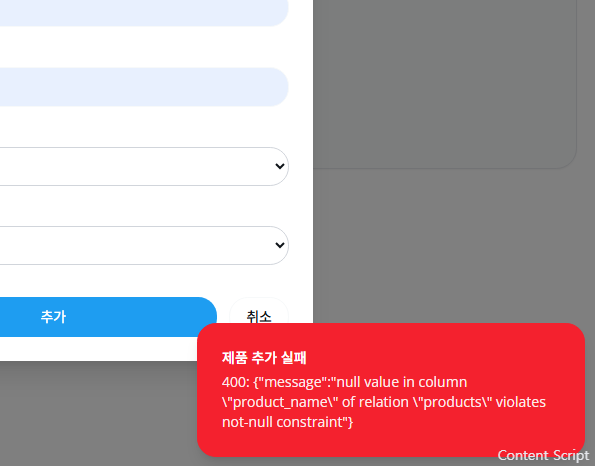 추가
취소
제품 추가 실패
400: {"message":"null value in column
\"product_name\" of relation \"products\" violates
not-null constraint"}
Content Script